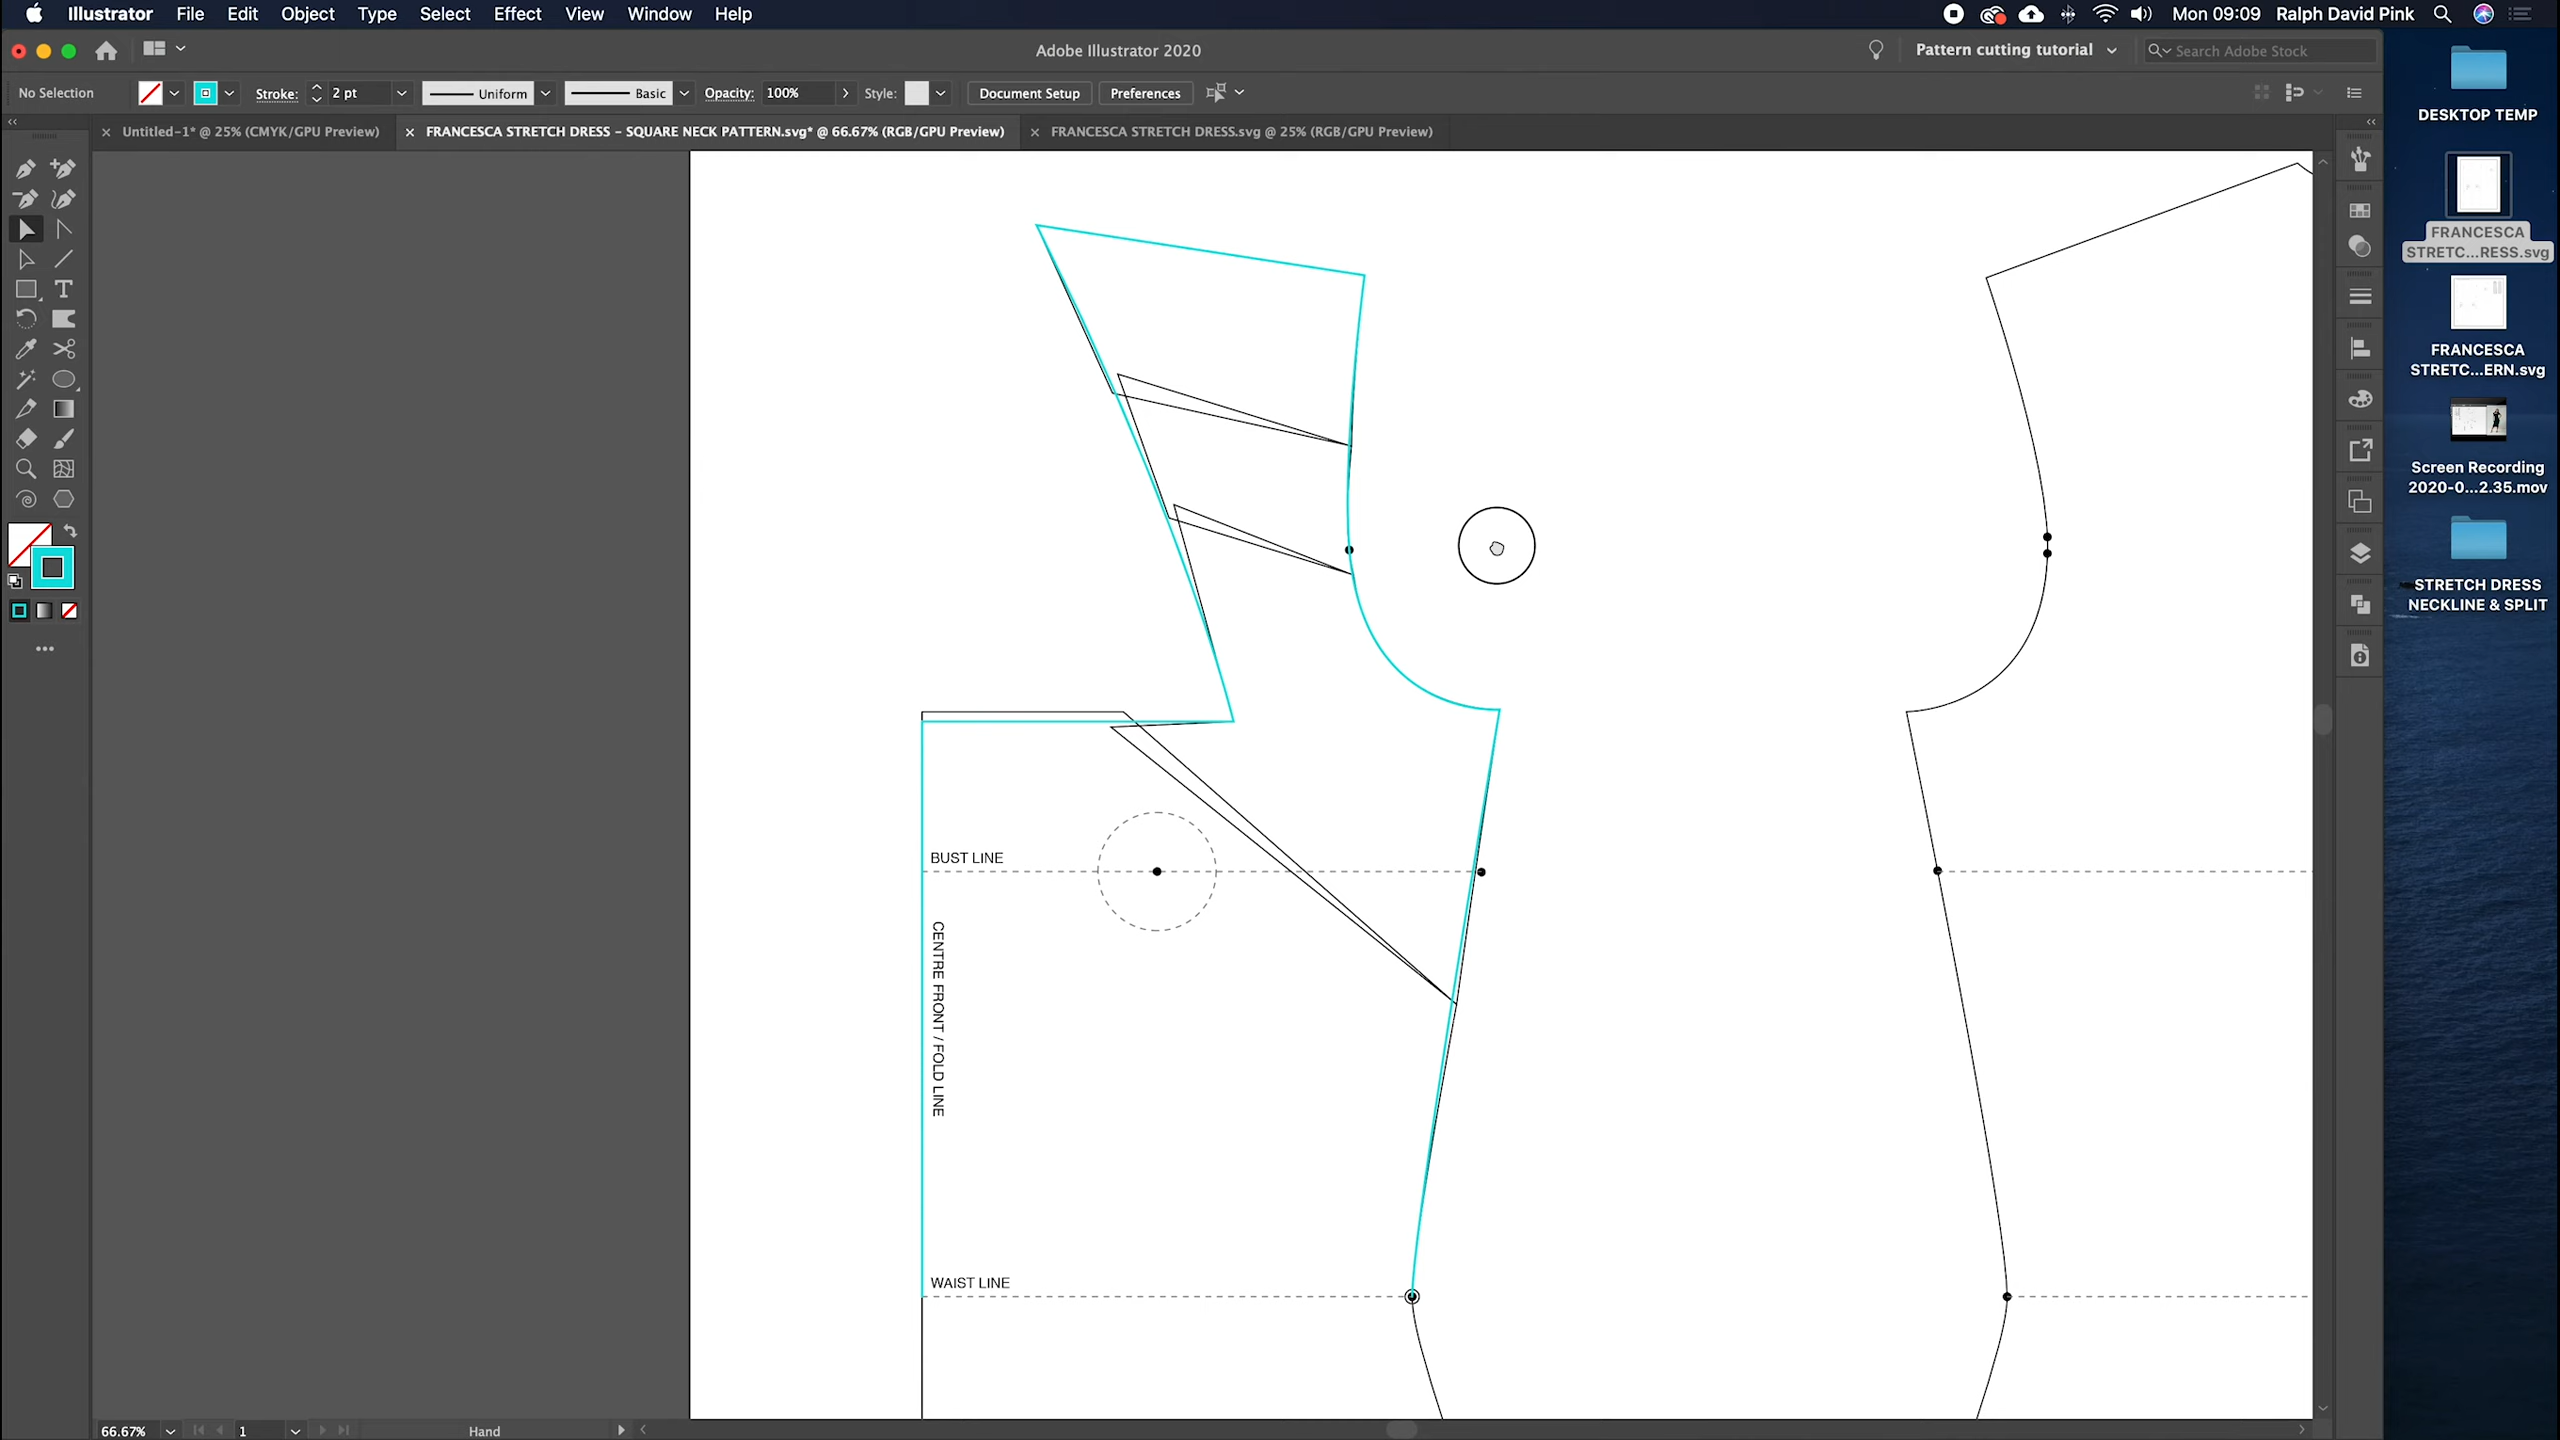 Illustrator File Edit Object Type Select Effect View Window Help Mon 09:09 Ralph David Pink
Adobe Illustrator 2020 Pattern cutting tutorial Search Adobe Stock
No Selection Stroke: 2 pt Uniform Basic Opacity: 100% Style: Document Setup Preferences
Untitled-1* @ 25% (CMYK/GPU Preview) FRANCESCA STRETCH DRESS – SQUARE NECK PATTERN.svg* @ 66.67% (RGB/GPU Preview) FRANCESCA STRETCH DRESS.svg @ 25% (RGB/GPU Preview)
DESKTOP TEMP
FRANCESCA
STRETC...RESS.svg
FRANCESCA
STRETC...ERN.svg
Screen Recording
2020-0...2.35.mov
STRETCH DRESS
NECKLINE & SPLIT
BUST LINE
CENTRE FRONT / FOLD LINE
WAIST LINE
66.67% 1 Hand